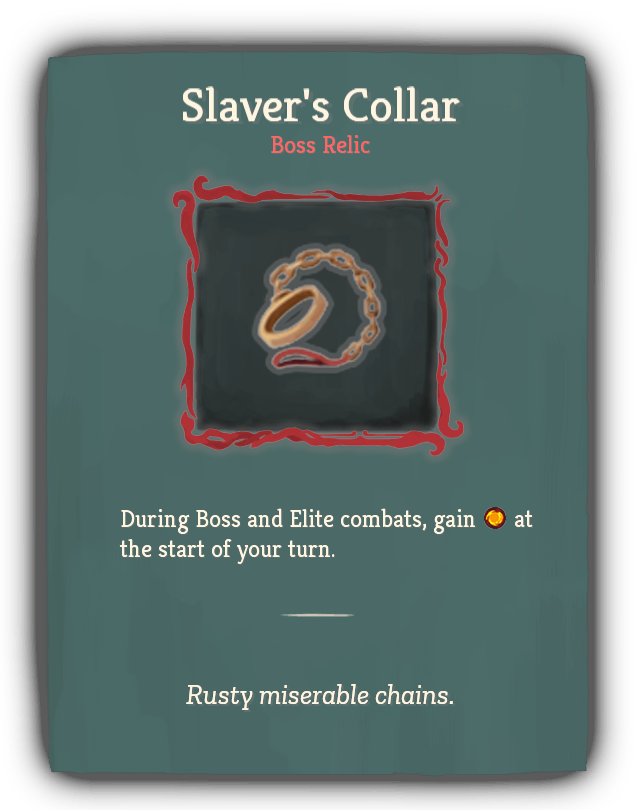 Slaver's Collar
Boss Relic
During Boss and Elite combats, gain at
the start of your turn.
Rusty miserable chains.